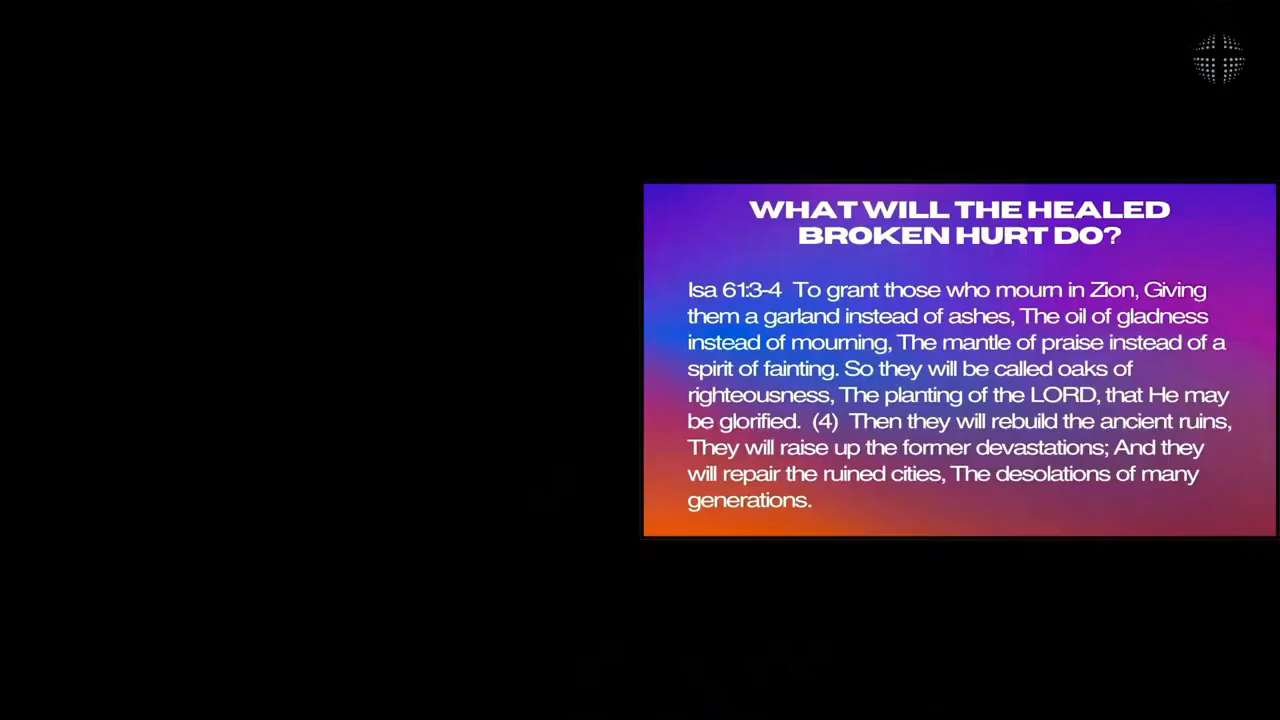 WHAT WILL THE HEALED
BROKEN HURT DO?
Isa 61:3-4  To grant those who mourn in Zion, Giving
them a garland instead of ashes, The oil of gladness
instead of mourning, The mantle of praise instead of a
spirit of fainting. So they will be called oaks of
righteousness, The planting of the LORD, that He may
be glorified.  (4)  Then they will rebuild the ancient ruins,
They will raise up the former devastations; And they
will repair the ruined cities, The desolations of many
generations.